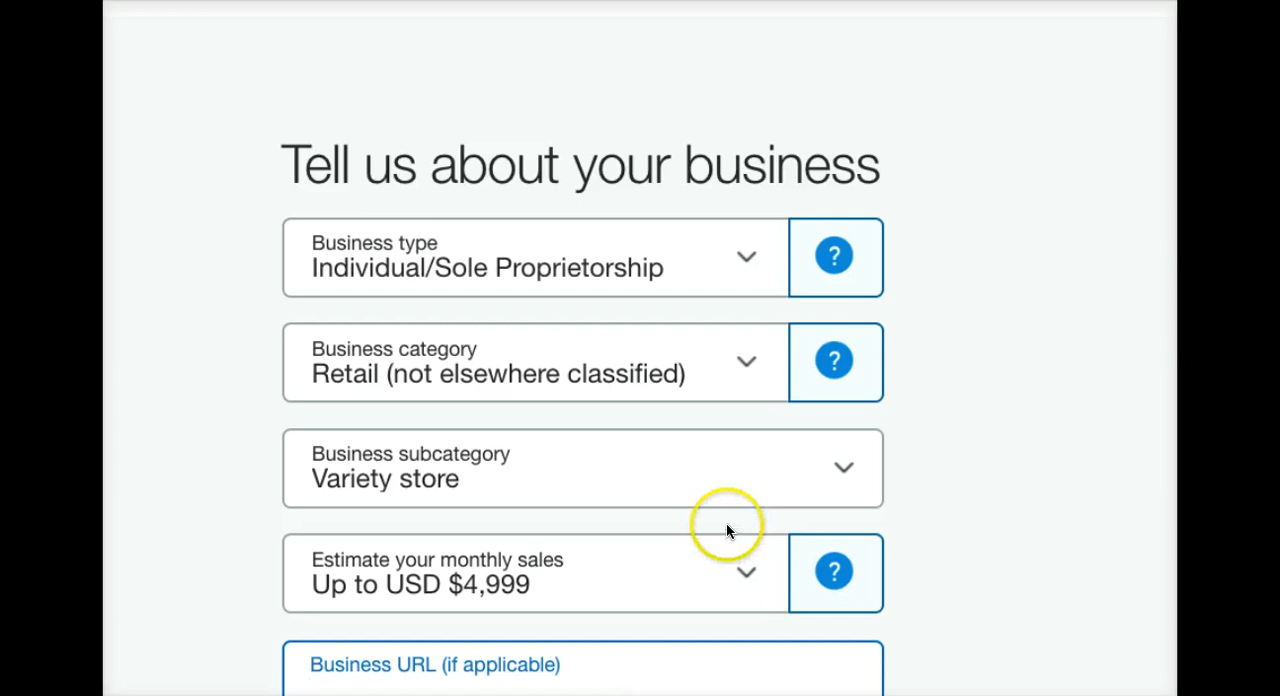 Tell us about your business
Business type
Individual/Sole Proprietorship
?
Business category
Retail (not elsewhere classified)
?
Business subcategory
Variety store
Estimate your monthly sales
Up to USD $4,999
?
Business URL (if applicable)